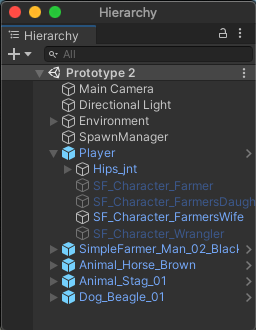 Hierarchy
Hierarchy
All
Prototype 2
Main Camera
Directional Light
Environment
SpawnManager
Player
Hips_jnt
SF_Character_Farmer
SF_Character_FarmersDaugh
SF_Character_FarmersWife
SF_Character_Wrangler
SimpleFarmer_Man_02_Black
Animal_Horse_Brown
Animal_Stag_01
Dog_Beagle_01